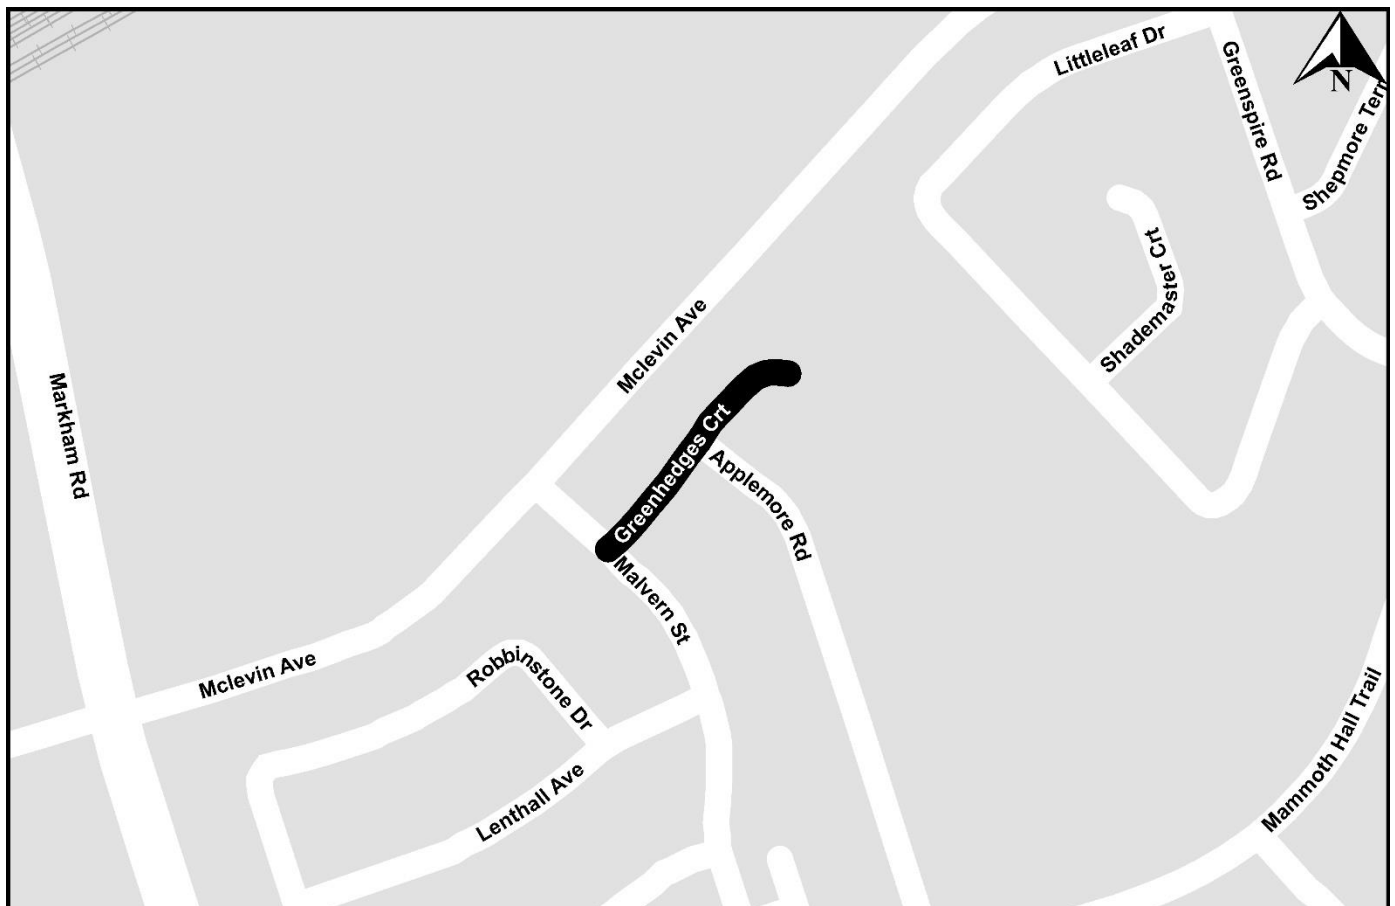 Littleleaf Dr
Greenspire Rd
N
Shepmore Terr
Shademaster Crt
Mclevin Ave
Markham Rd
Greenhedges Crt
Applemore Rd
Malvern St
Mclevin Ave
Robbinstone Dr
Lenthall Ave
Mammoth Hall Trail